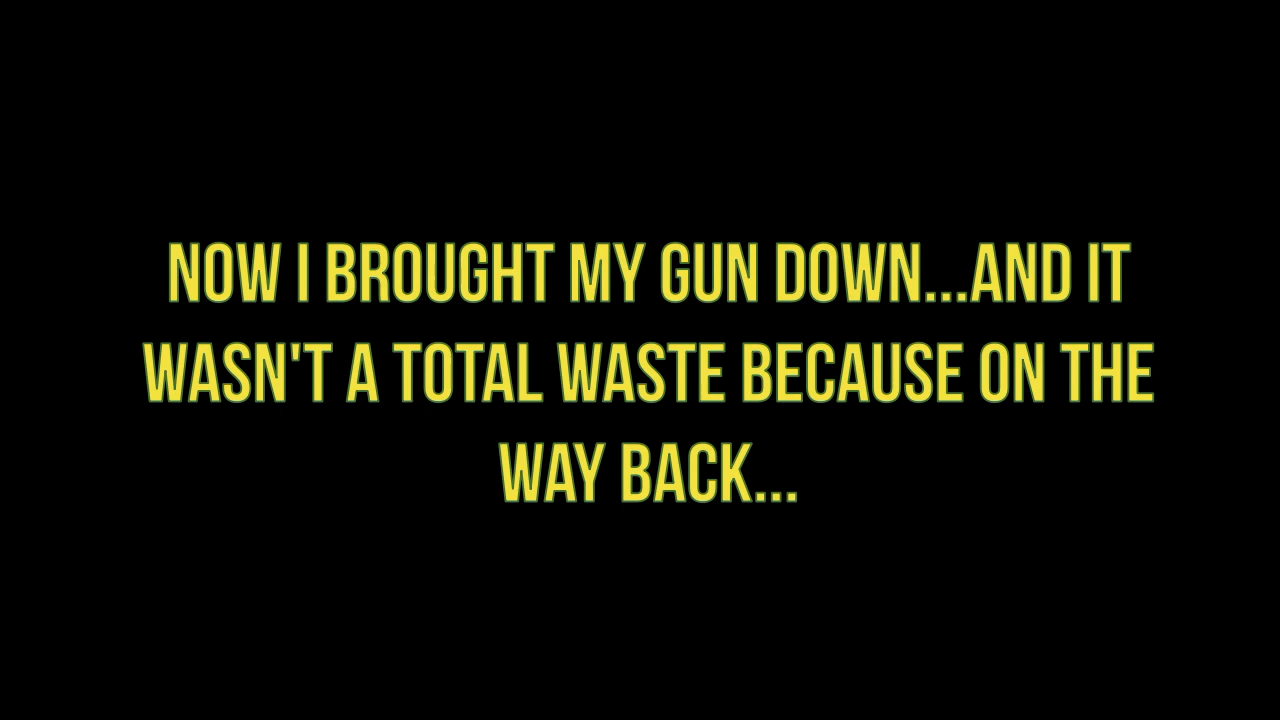 NOW I BROUGHT MY GUN DOWN...AND IT
WASN'T A TOTAL WASTE BECAUSE ON THE
WAY BACK...